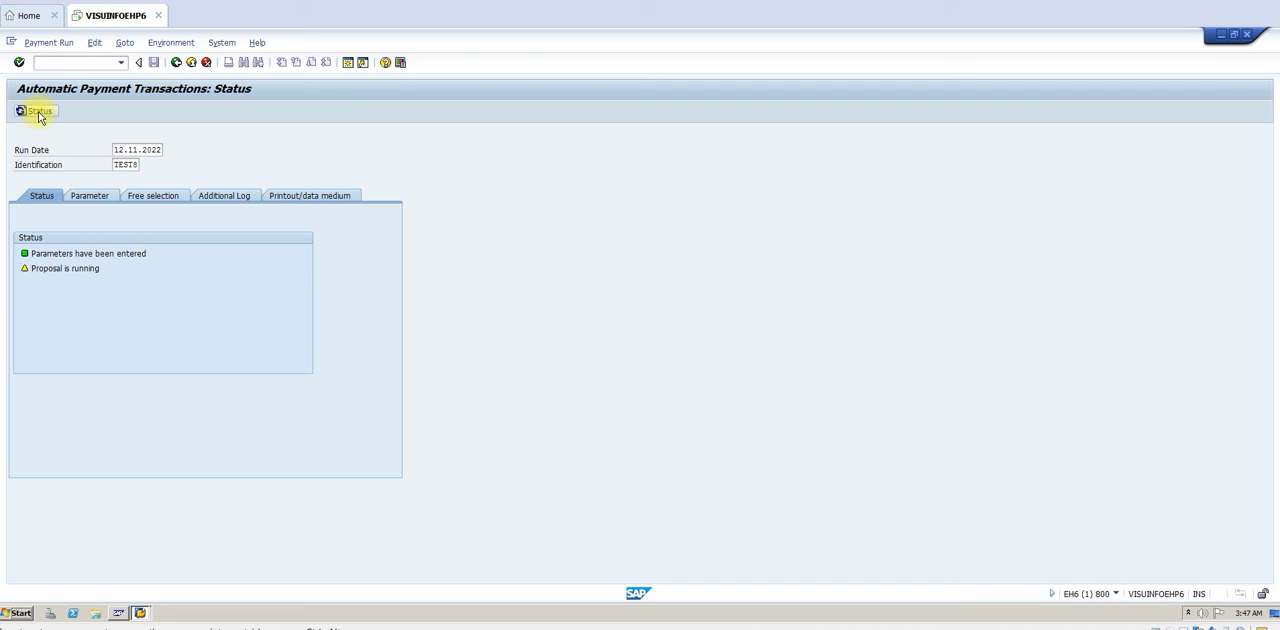 Home
VISUINFOEHP6
Payment Run Edit Goto Environment System Help
Automatic Payment Transactions: Status
Status
Run Date 12.11.2022
Identification TEST8
Status Parameter Free selection Additional Log Printout/data medium
Status
Parameters have been entered
Proposal is running
SAP
EH6 (1) 800 VISUINFOEHP6 INS
Start
3:47 AM